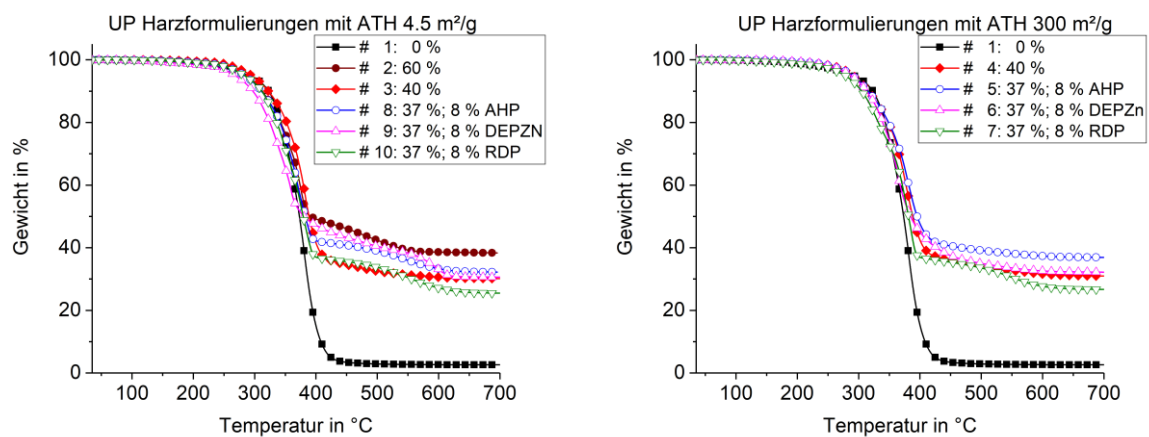 UP Harzformulierungen mit ATH 4.5 m²/g
# 1: 0 %
# 2: 60 %
# 3: 40 %
# 8: 37 %; 8 % AHP
# 9: 37 %; 8 % DEPZN
# 10: 37 %; 8 % RDP
Gewicht in %
100
80
60
40
20
0
100 200 300 400 500 600 700
Temperatur in °C
UP Harzformulierungen mit ATH 300 m²/g
# 1: 0 %
# 4: 40 %
# 5: 37 %; 8 % AHP
# 6: 37 %; 8 % DEPZn
# 7: 37 %; 8 % RDP
Gewicht in %
100
80
60
40
20
0
100 200 300 400 500 600 700
Temperatur in °C